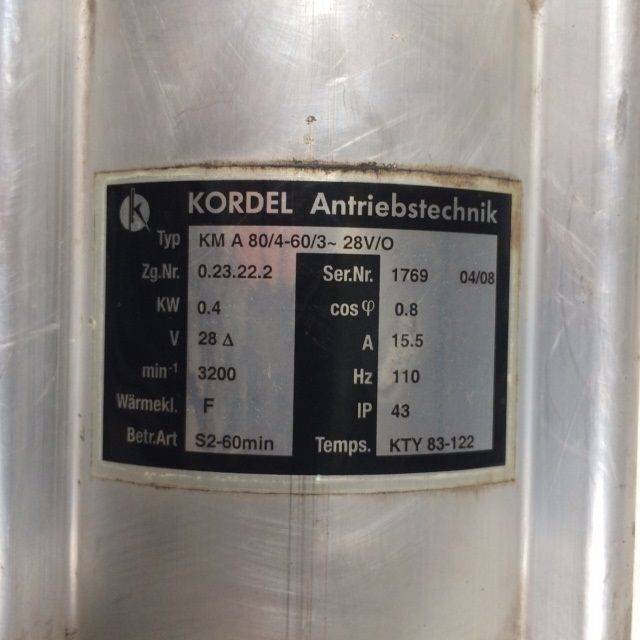 K KORDEL Antriebstechnik
Typ KM A 80/4-60/3~ 28V/O
Zg.Nr. 0.23.22.2 Ser.Nr. 1769 04/08
KW 0.4 cos φ 0.8
V 28 Δ A 15.5
min-1 3200 Hz 110
Wärmekl. F IP 43
Betr.Art S2-60min Temps. KTY 83-122